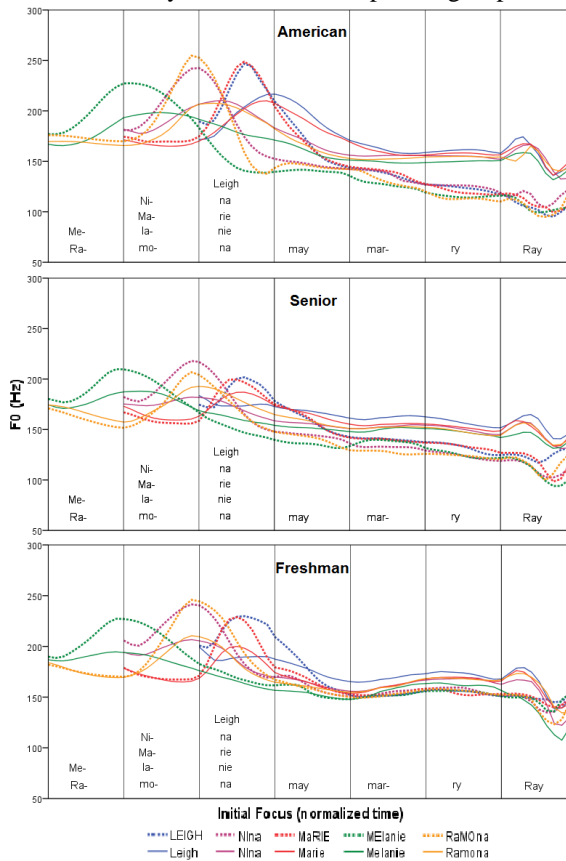 300
American
250
200
F0 (Hz)
150
Leigh
Ni- na
100
Ma- rie
Me- la- nie
Ra- mo- na may mar- ry Ray
50
300
Senior
250
200
150
Leigh
Ni- na
100
Ma- rie
Me- la- nie
Ra- mo- na may mar- ry Ray
50
300
Freshman
250
200
150
Leigh
Ni- na
100
Ma- rie
Me- la- nie
Ra- mo- na may mar- ry Ray
50
Initial Focus (normalized time)
LEIGH NIna MaRIE MElanie RaMOna
Leigh NIna Marie Melanie Ramona